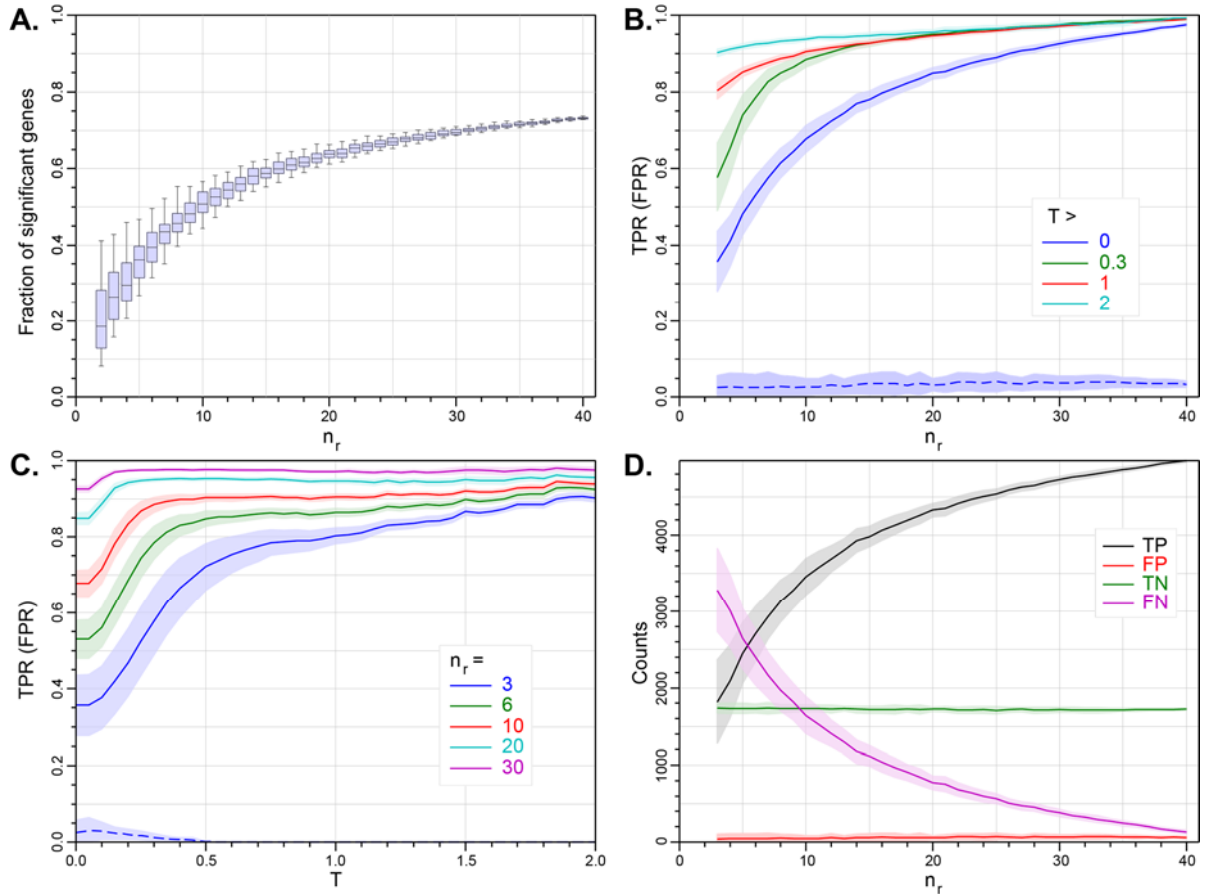 A.
Fraction of significant genes
0.0 0.2 0.4 0.6 0.8 1.0
0 10 20 30 40
n_r
B.
TPR (FPR)
0.0 0.2 0.4 0.6 0.8 1.0
T >
0
0.3
1
2
0 10 20 30 40
n_r
C.
TPR (FPR)
0.0 0.2 0.4 0.6 0.8 1.0
n_r =
3
6
10
20
30
0.0 0.5 1.0 1.5 2.0
T
D.
Counts
0 1000 2000 3000 4000
TP
FP
TN
FN
0 10 20 30 40
n_r